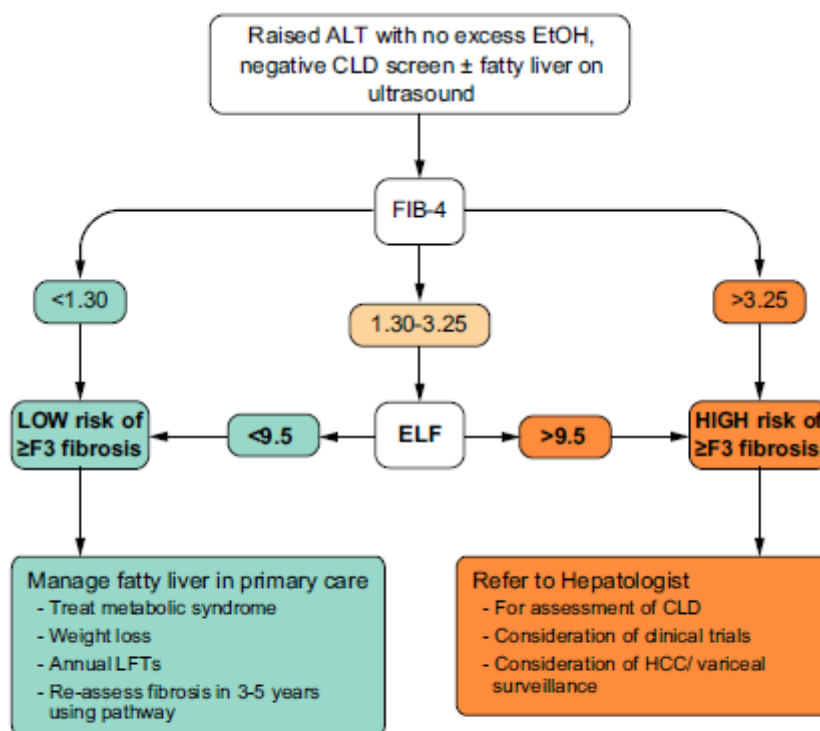 Raised ALT with no excess EtOH,
negative CLD screen ± fatty liver on
ultrasound
FIB-4
<1.30
1.30-3.25
>3.25
LOW risk of
≥F3 fibrosis
<9.5
ELF
>9.5
HIGH risk of
≥F3 fibrosis
Manage fatty liver in primary care
- Treat metabolic syndrome
- Weight loss
- Annual LFTs
- Re-assess fibrosis in 3-5 years
using pathway
Refer to Hepatologist
- For assessment of CLD
- Consideration of clinical trials
- Consideration of HCC/ variceal
surveillance